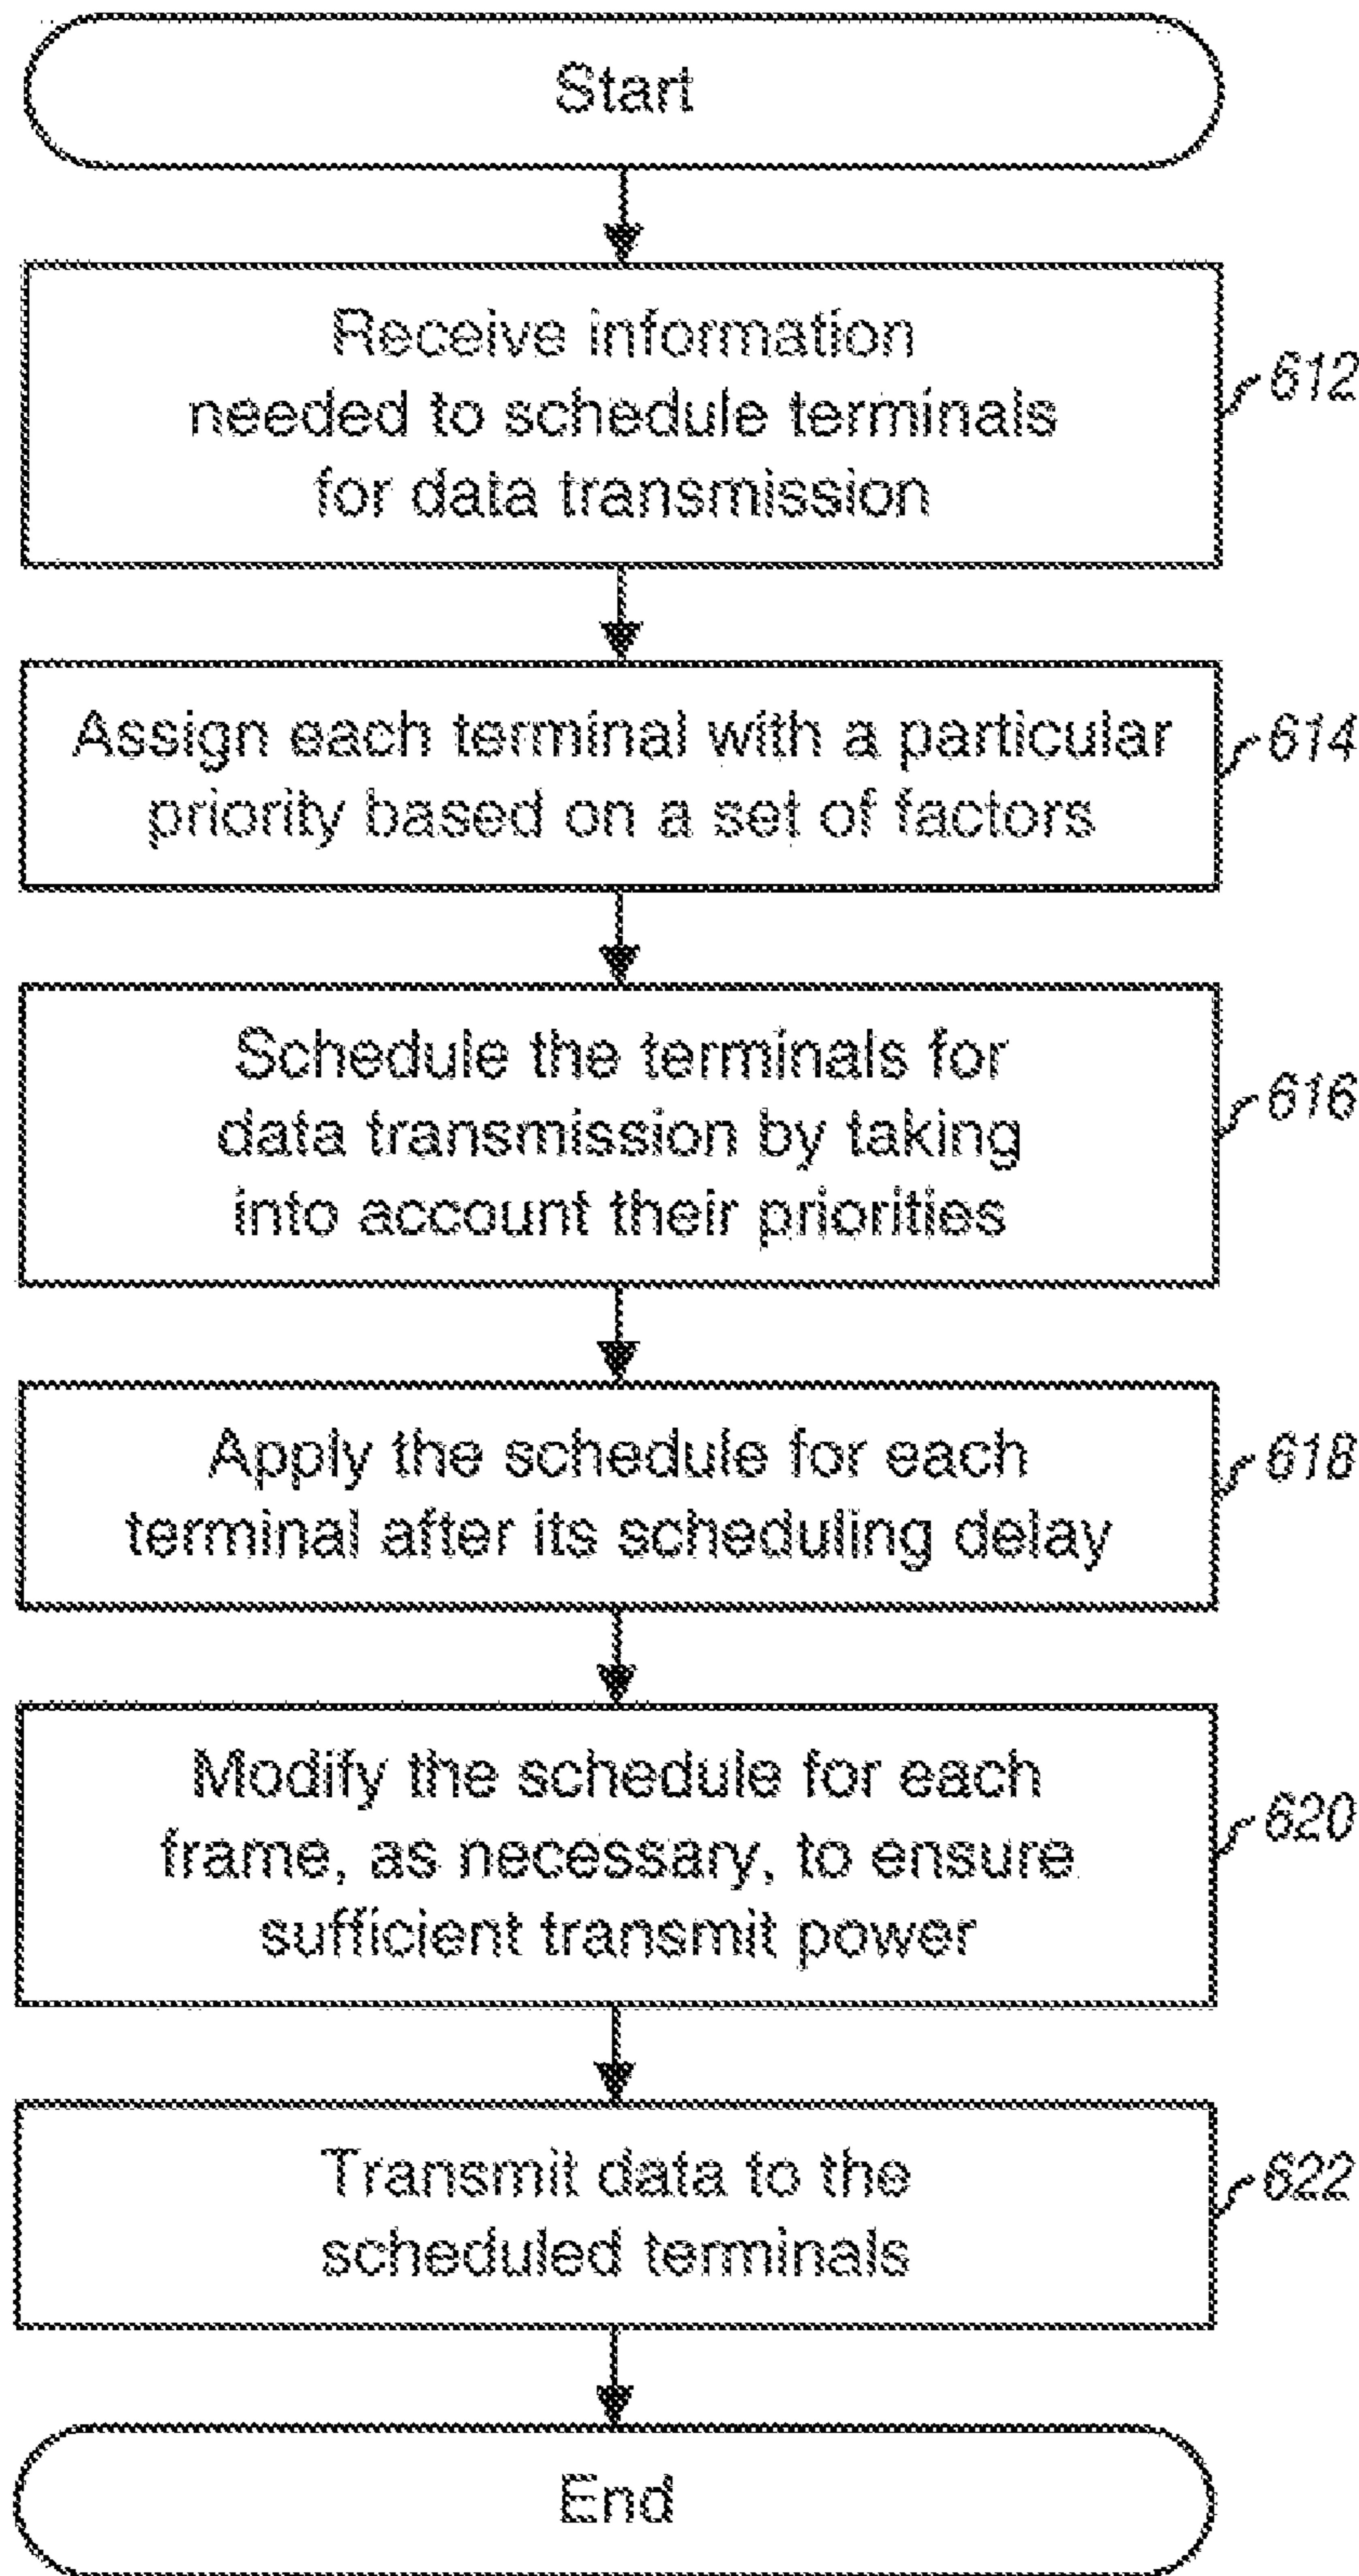 Start
Receive information
needed to schedule terminals
for data transmission
612
Assign each terminal with a particular
priority based on a set of factors
614
Schedule the terminals for
data transmission by taking
into account their priorities
616
Apply the schedule for each
terminal after its scheduling delay
618
Modify the schedule for each
frame, as necessary, to ensure
sufficient transmit power
620
Transmit data to the
scheduled terminals
622
End